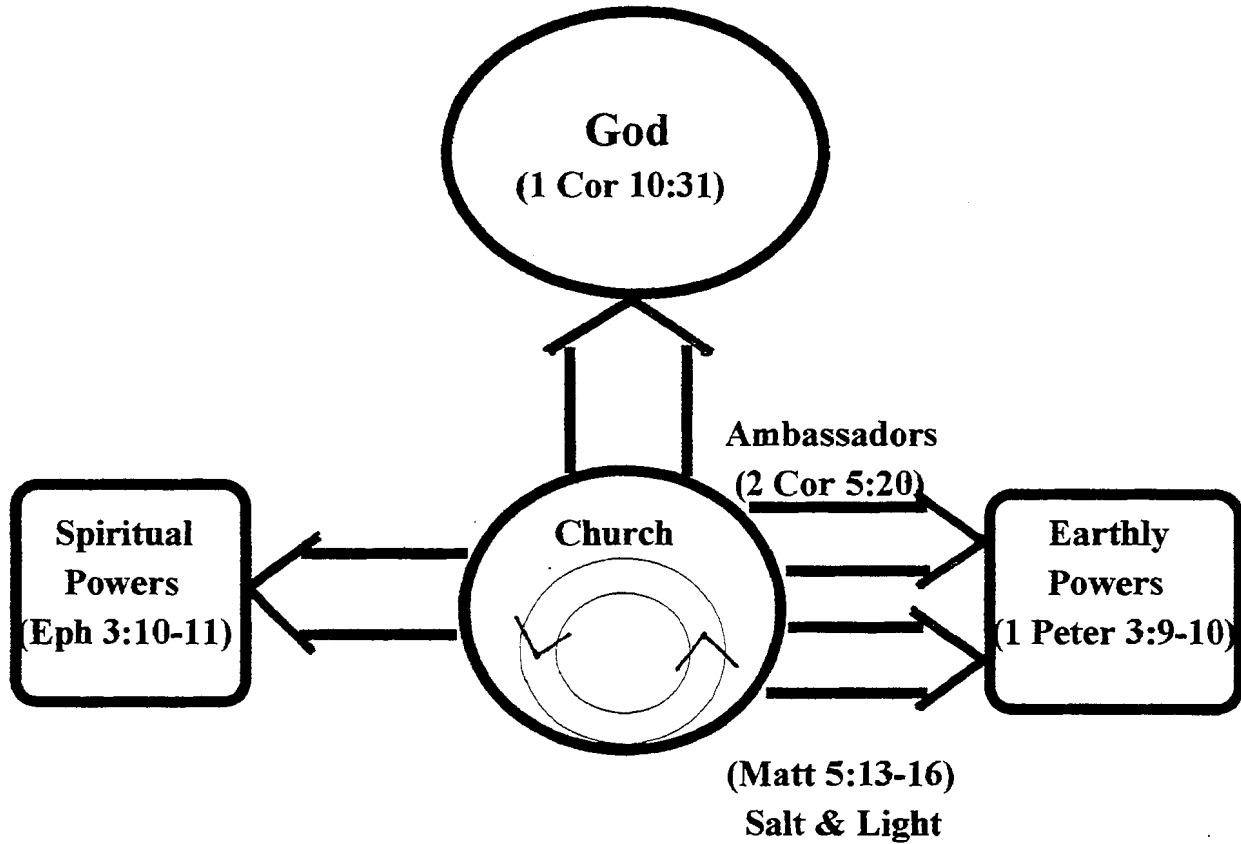 God
(1 Cor 10:31)
Ambassadors
(2 Cor 5:20)
Spiritual
Powers
(Eph 3:10-11)
Church
Earthly
Powers
(1 Peter 3:9-10)
(Matt 5:13-16)
Salt & Light